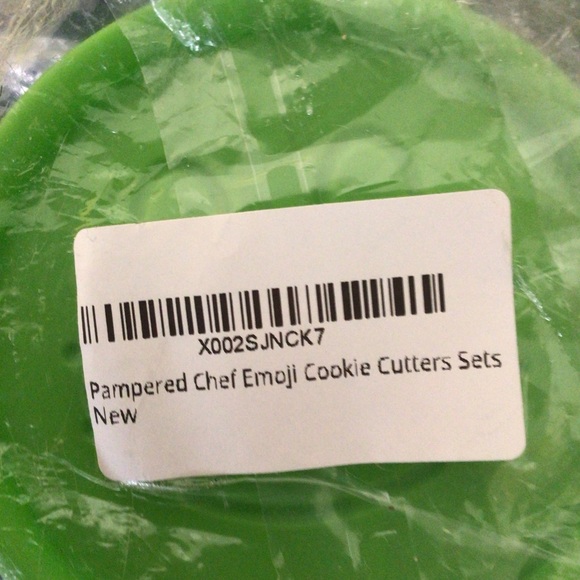 X002SJNCK7
Pampered Chef Emoji Cookie Cutters Sets
New